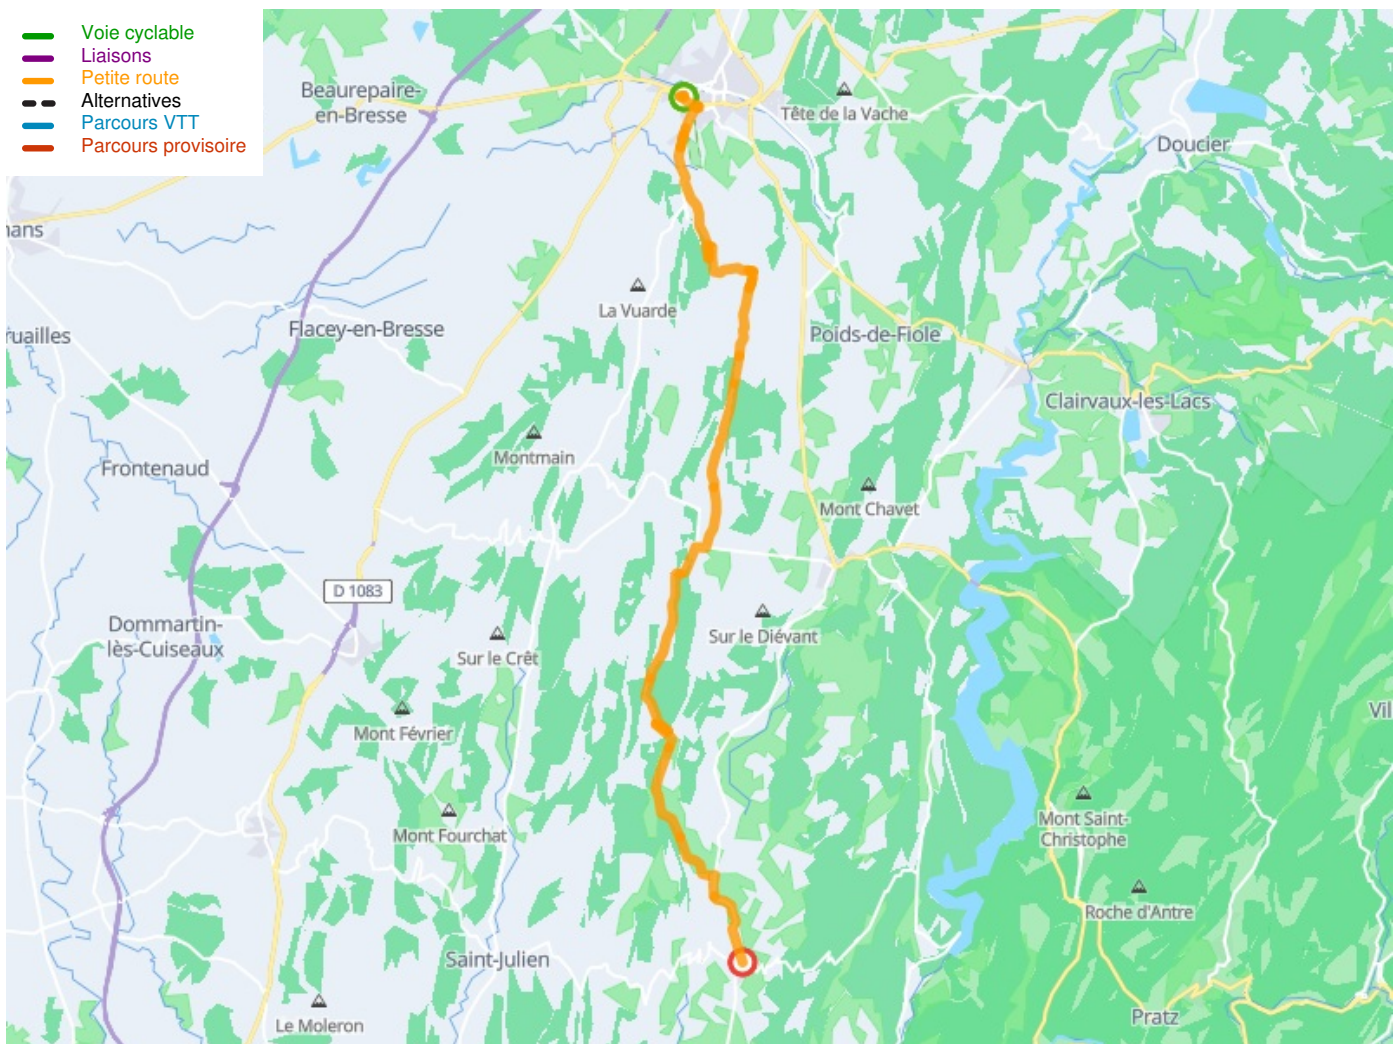 Voie cyclable
Liaisons
Petite route
Alternatives
Parcours VTT
Parcours provisoire
Beaurepaire-
en-Bresse
Tête de la Vache
Doucier
nans
La Vuarde
Flacey-en-Bresse
ruailles
Poids-de-Fiole
Clairvaux-les-Lacs
Montmain
Frontenaud
Mont Chavet
D 1083
Dommartin-
lès-Cuiseaux
Sur le Diévant
Sur le Crêt
Mont Février
Vil
Mont Fourchat
Mont Saint-
Christophe
Roche d'Antre
Saint-Julien
Le Moleron
Pratz